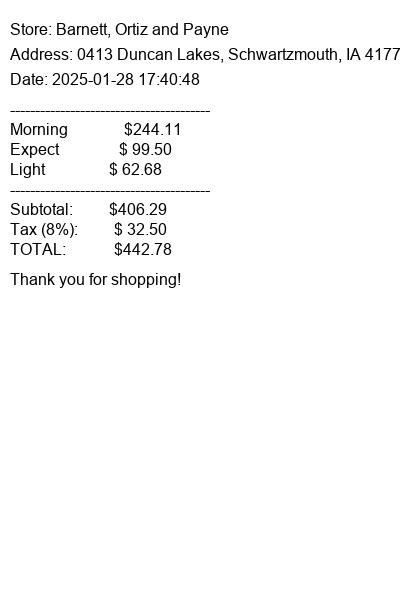 Store: Barnett, Ortiz and Payne
Address: 0413 Duncan Lakes, Schwartzmouth, IA 4177
Date: 2025-01-28 17:40:48
----------------------------------------
Morning $244.11
Expect $ 99.50
Light $ 62.68
----------------------------------------
Subtotal: $406.29
Tax (8%): $ 32.50
TOTAL: $442.78
Thank you for shopping!